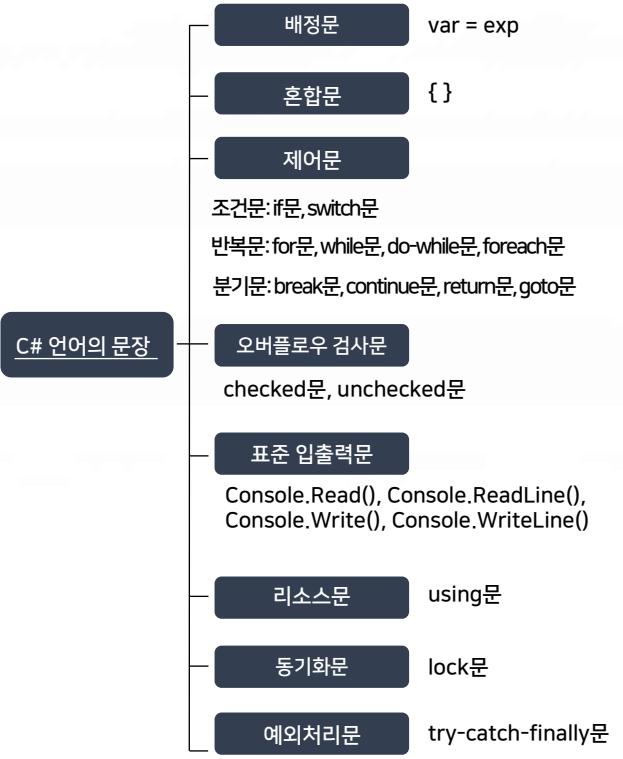 C# 언어의 문장
배정문 var = exp
혼합문 { }
제어문
조건문: if문, switch문
반복문: for문, while문, do-while문, foreach문
분기문: break문, continue문, return문, goto문
오버플로우 검사문
checked문, unchecked문
표준 입출력문
Console.Read(), Console.ReadLine(),
Console.Write(), Console.WriteLine()
리소스문 using문
동기화문 lock문
예외처리문 try-catch-finally문